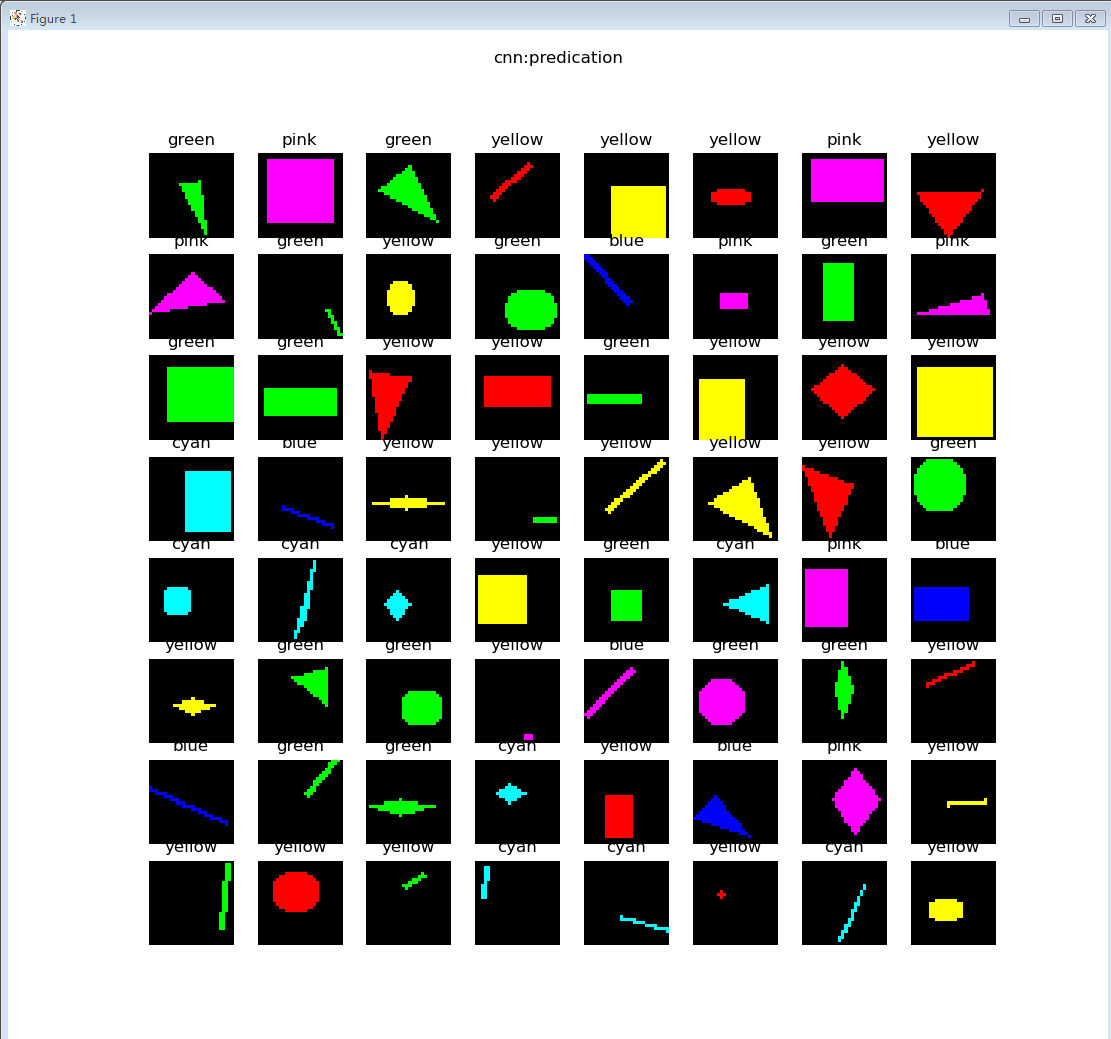 Figure 1
cnn:predication
green pink green yellow yellow yellow pink yellow
pink green yellow green blue pink green pink
green green yellow yellow green yellow yellow yellow
cyan blue yellow yellow yellow yellow yellow green
cyan cyan cyan yellow green cyan pink blue
yellow green green yellow blue green green yellow
blue green green cyan yellow blue pink yellow
yellow yellow yellow cyan cyan yellow cyan yellow